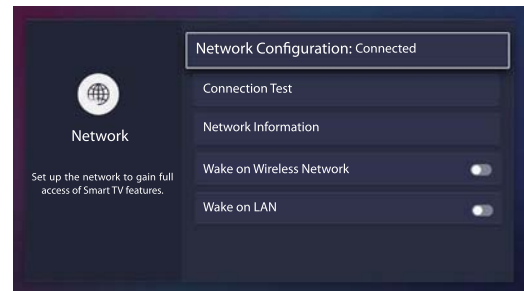 Network Configuration: Connected
Connection Test
Network Information
Wake on Wireless Network
Wake on LAN
Network
Set up the network to gain full
access of Smart TV features.